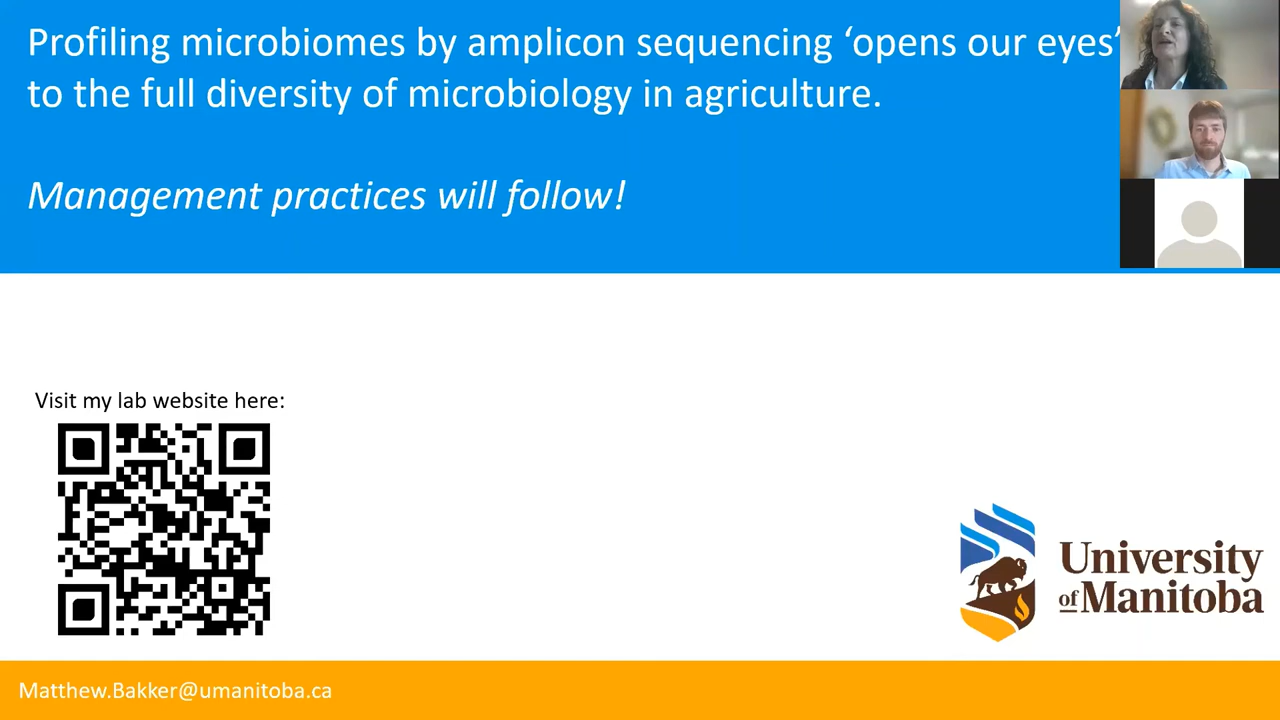 Profiling microbiomes by amplicon sequencing ‘opens our eyes’
to the full diversity of microbiology in agriculture.
Management practices will follow!
Visit my lab website here:
University
of Manitoba
Matthew.Bakker@umanitoba.ca